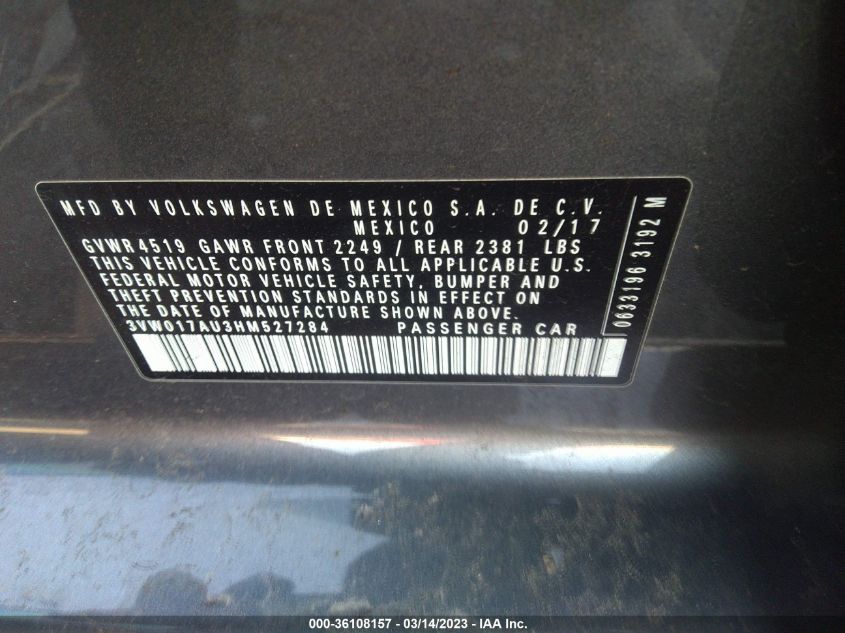 MFD BY VOLKSWAGEN DE MEXICO S.A. DE C.V.
MEXICO 02/17
GVWR 4519 GAWR FRONT 2249 / REAR 2381 LBS
THIS VEHICLE CONFORMS TO ALL APPLICABLE U.S.
FEDERAL MOTOR VEHICLE SAFETY, BUMPER AND
THEFT PREVENTION STANDARDS IN EFFECT ON
THE DATE OF MANUFACTURE SHOWN ABOVE.
3VW017AU3HM527284 PASSENGER CAR
0633196 3192 M
000-36108157 - 03/14/2023 - IAA Inc.